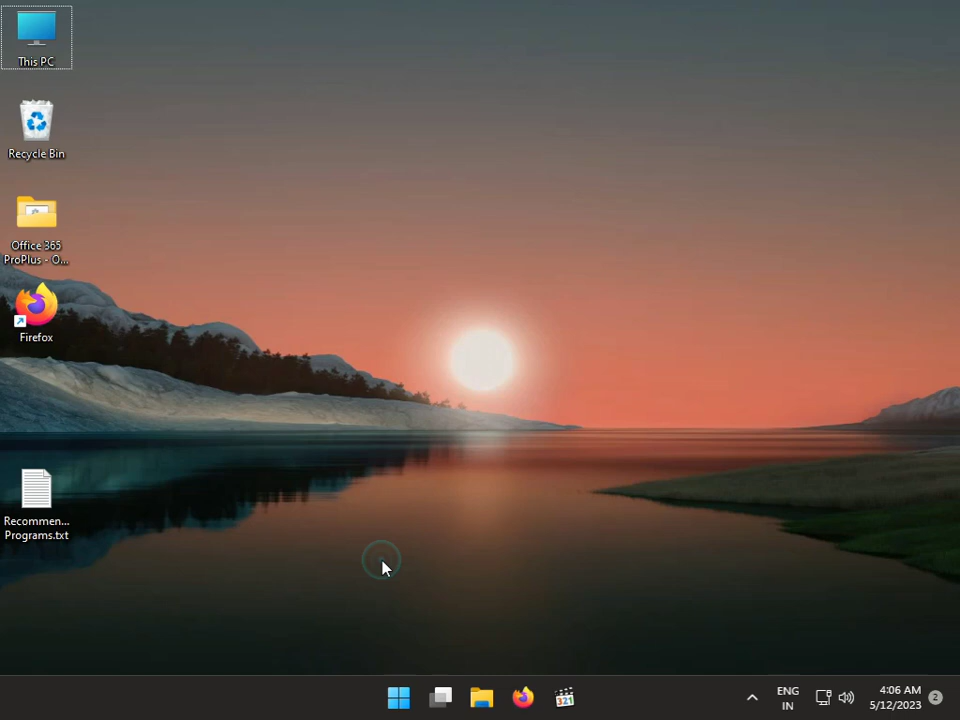 This PC
Recycle Bin
Office 365
ProPlus - O...
Firefox
Recommen...
Programs.txt
321
ENG
IN
4:06 AM
5/12/2023
2